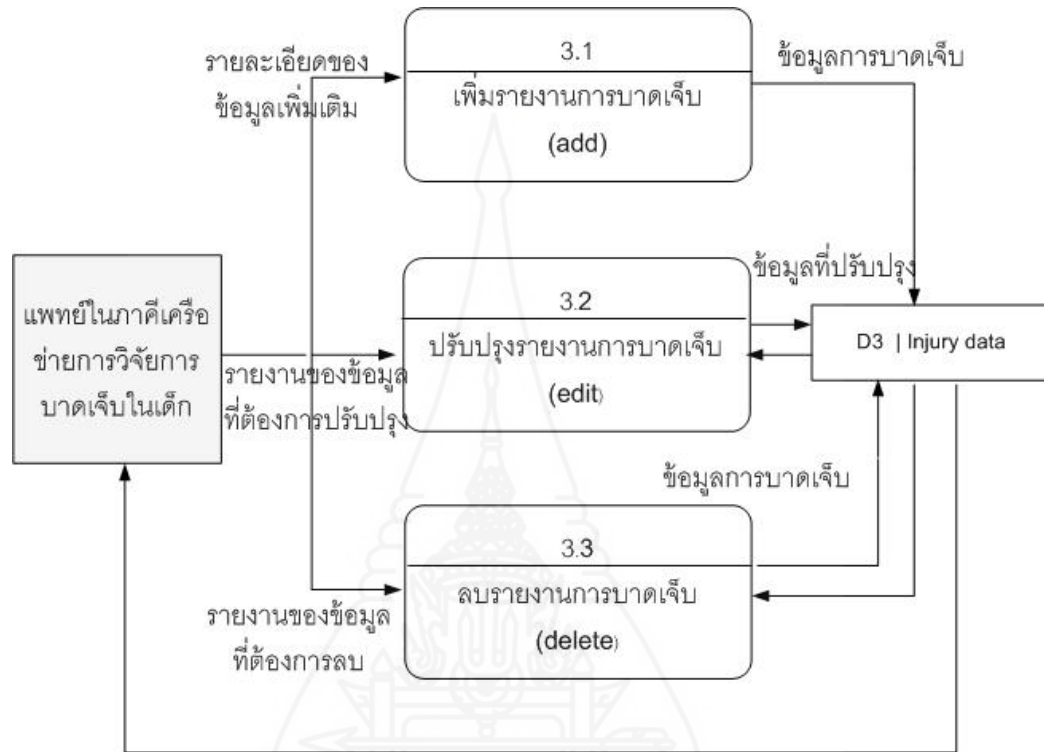 3.1
เพิ่มรายงานการบาดเจ็บ
(add)
รายละเอียดของ
ข้อมูลเพิ่มเติม
ข้อมูลการบาดเจ็บ
แพทย์ในภาคีเครือ
ข่ายการวิจัยการ
บาดเจ็บในเด็ก
3.2
ปรับปรุงรายงานการบาดเจ็บ
(edit)
รายงานของข้อมูล
ที่ต้องการปรับปรุง
ข้อมูลที่ปรับปรุง
D3 | Injury data
ข้อมูลการบาดเจ็บ
3.3
ลบรายงานการบาดเจ็บ
(delete)
รายงานของข้อมูล
ที่ต้องการลบ